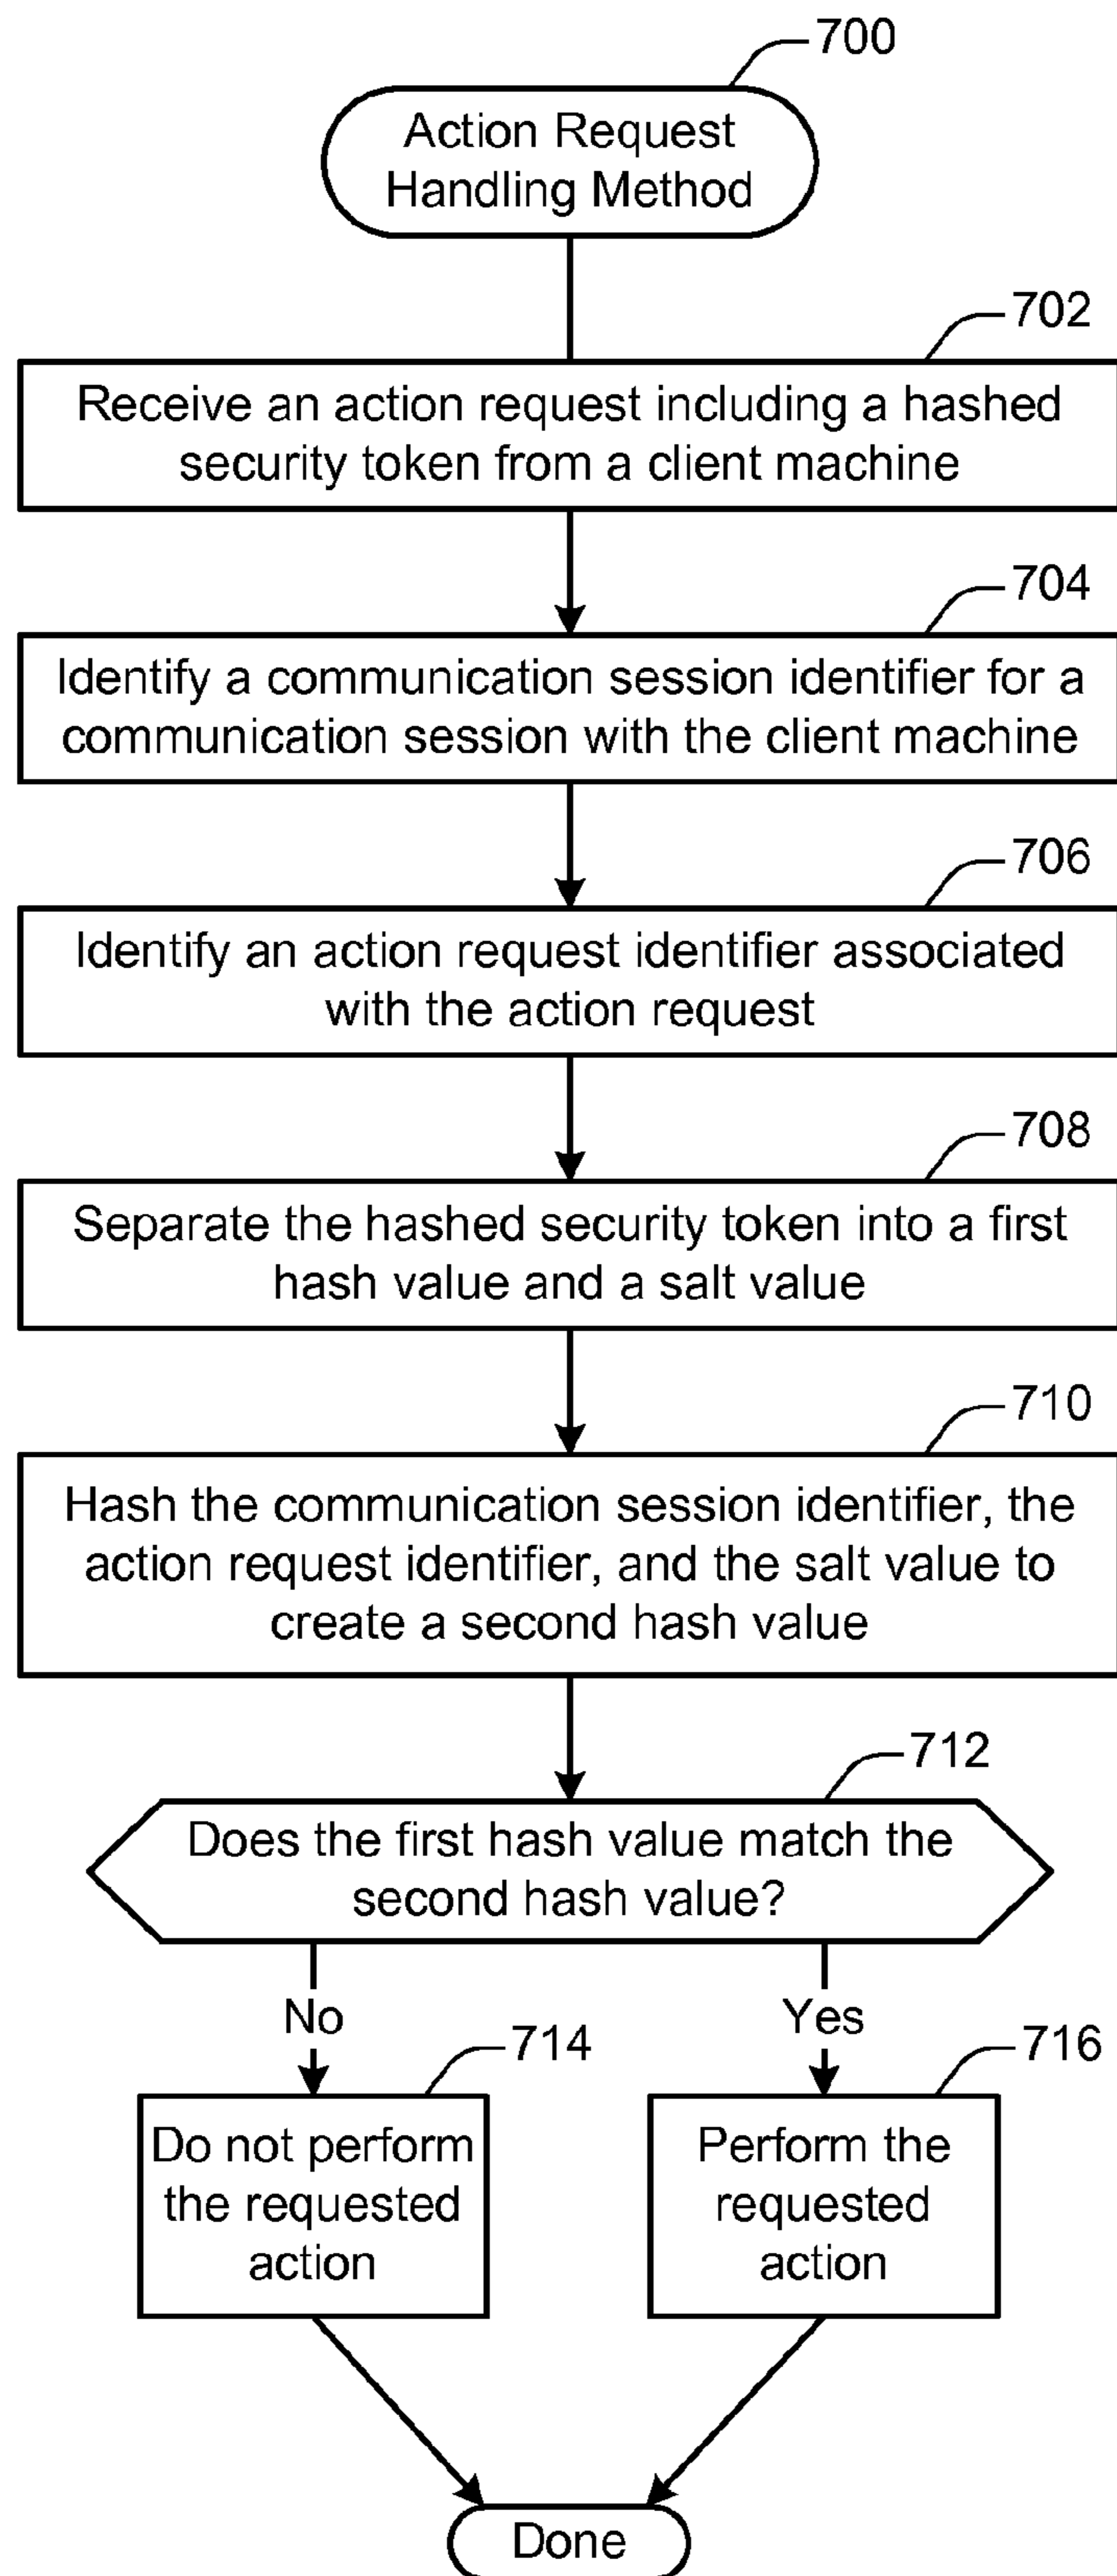 700
Action Request
Handling Method
702
Receive an action request including a hashed
security token from a client machine
704
Identify a communication session identifier for a
communication session with the client machine
706
Identify an action request identifier associated
with the action request
708
Separate the hashed security token into a first
hash value and a salt value
710
Hash the communication session identifier, the
action request identifier, and the salt value to
create a second hash value
712
Does the first hash value match the
second hash value?
No
Yes
714
716
Do not perform
the requested
action
Perform the
requested
action
Done